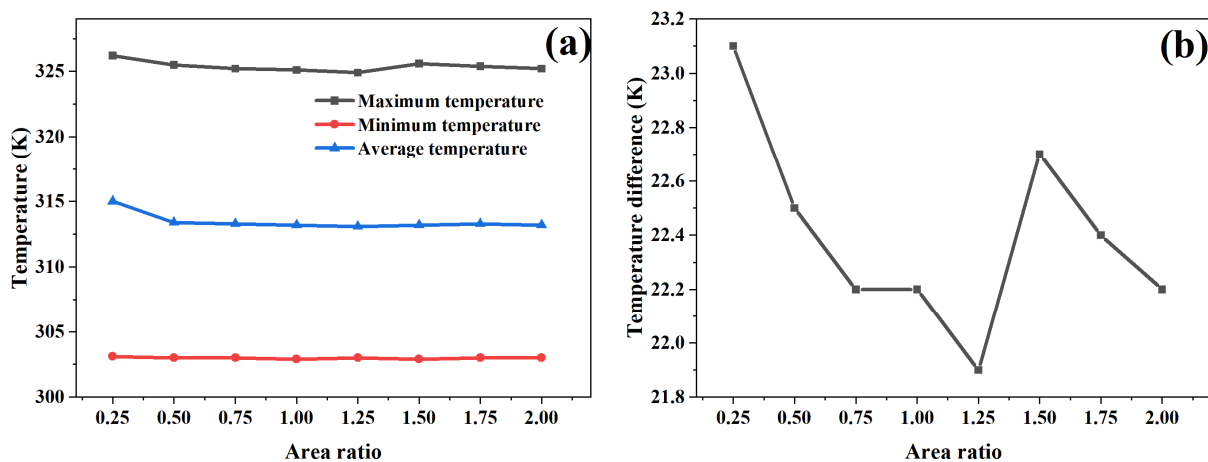 (a)
325
320
315
310
305
300
Temperature (K)
Maximum temperature
Minimum temperature
Average temperature
0.25 0.50 0.75 1.00 1.25 1.50 1.75 2.00
Area ratio
(b)
23.2
23.0
22.8
22.6
22.4
22.2
22.0
21.8
Temperature difference (K)
0.25 0.50 0.75 1.00 1.25 1.50 1.75 2.00
Area ratio